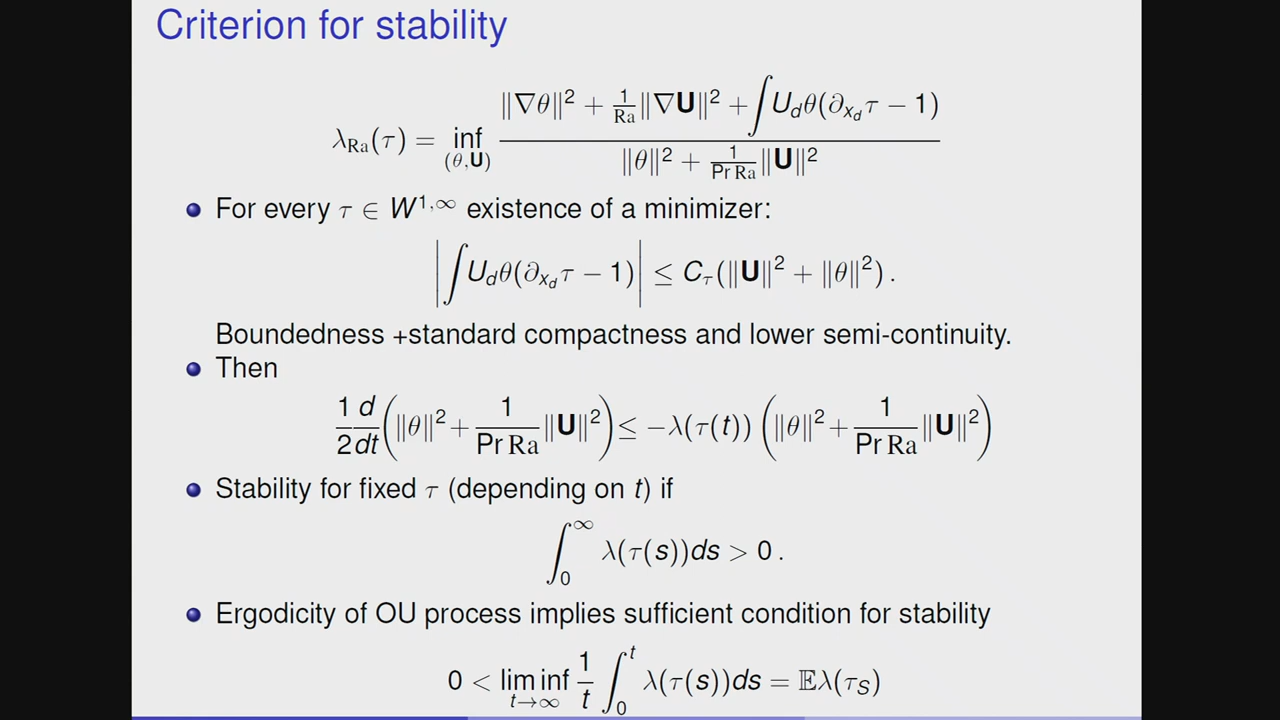 Criterion for stability
λ_Ra(τ) = inf_(θ,U) (‖∇θ‖² + 1/Ra ‖∇U‖² + ∫ U_d θ(∂_{x_d} τ − 1)) / (‖θ‖² + 1/(Pr Ra) ‖U‖²)
For every τ ∈ W^{1,∞} existence of a minimizer:
|∫ U_d θ(∂_{x_d} τ − 1)| ≤ C_τ(‖U‖² + ‖θ‖²) .
Boundedness +standard compactness and lower semi-continuity.
Then
1/2 d/dt (‖θ‖² + 1/(Pr Ra) ‖U‖²) ≤ −λ(τ(t)) (‖θ‖² + 1/(Pr Ra) ‖U‖²)
Stability for fixed τ (depending on t) if
∫_0^∞ λ(τ(s))ds > 0 .
Ergodicity of OU process implies sufficient condition for stability
0 < lim inf_{t→∞} 1/t ∫_0^t λ(τ(s))ds = 𝔼λ(τ_S)